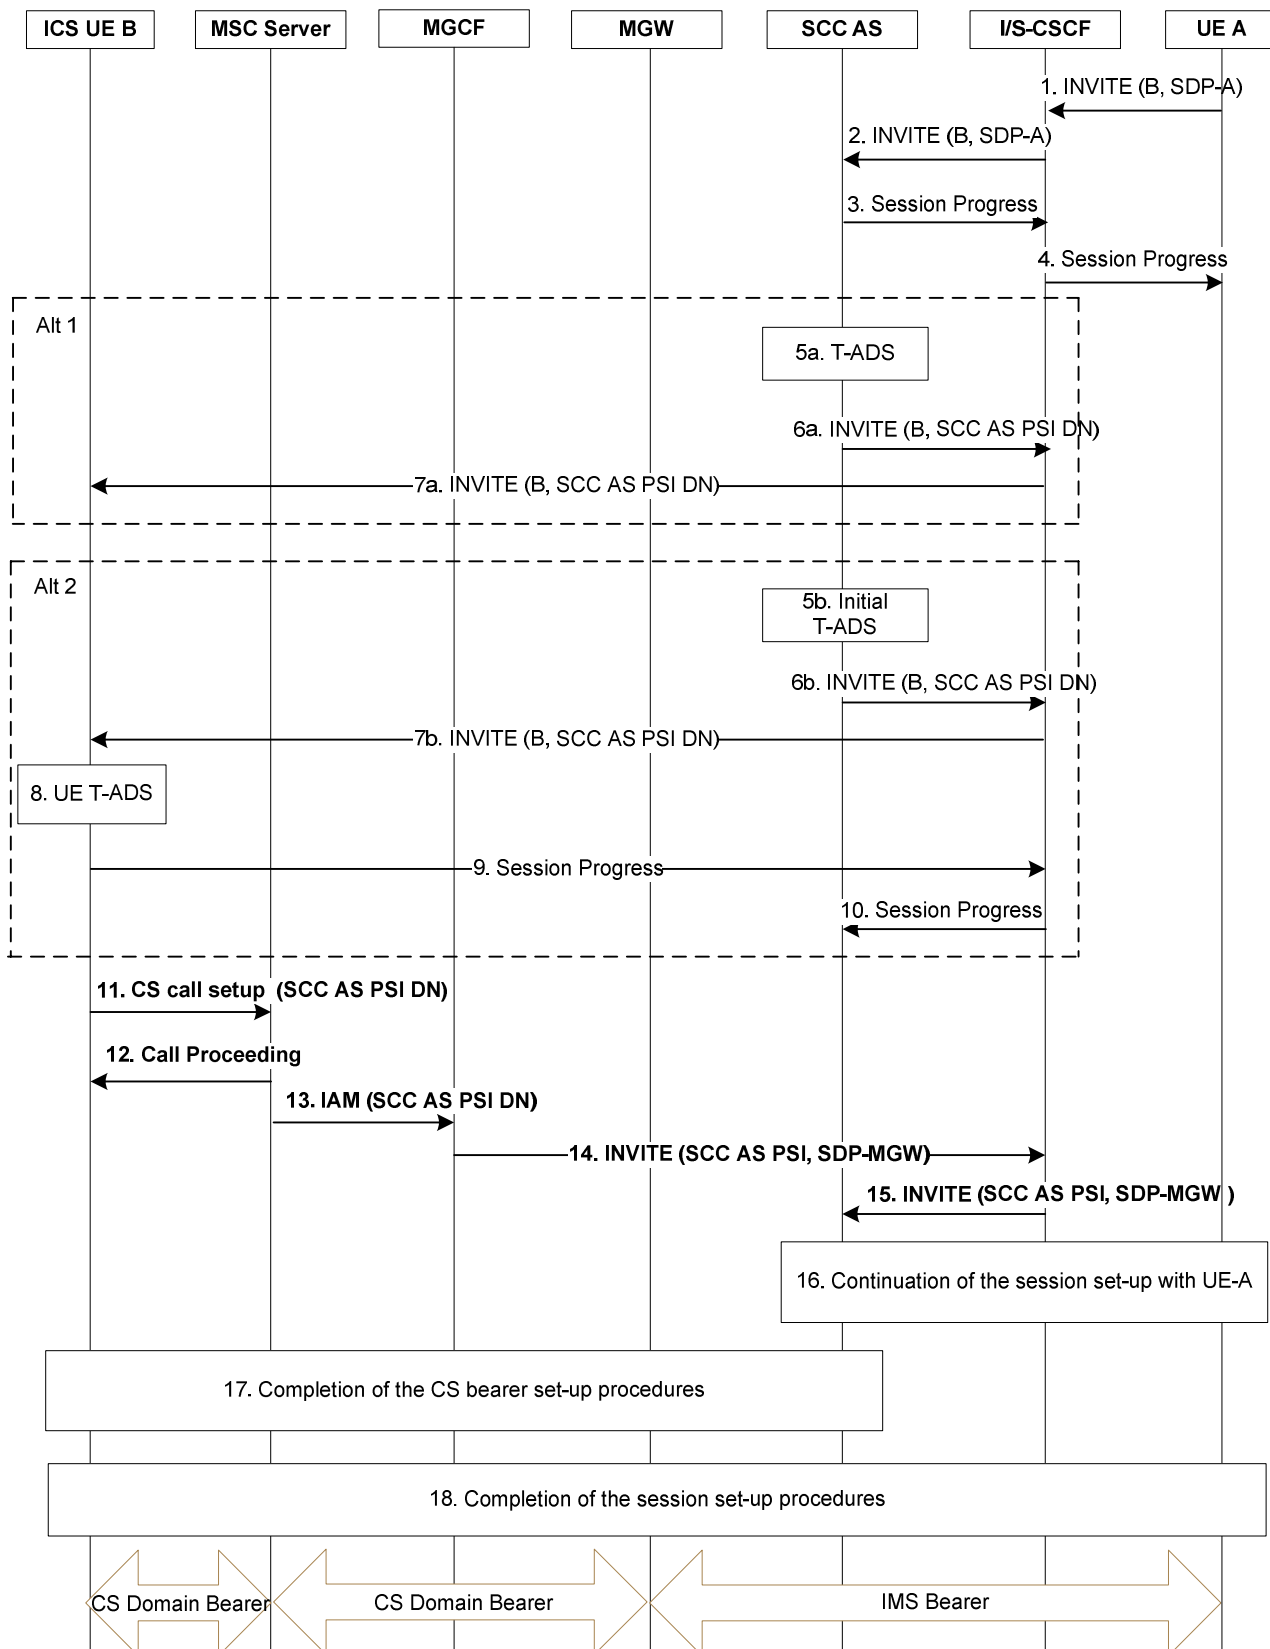 ICS UE B
MSC Server
MGCF
MGW
SCC AS
I/S-CSCF
UE A
1. INVITE (B, SDP-A)
2. INVITE (B, SDP-A)
3. Session Progress
4. Session Progress
Alt 1
5a. T-ADS
6a. INVITE (B, SCC AS PSI DN)
7a. INVITE (B, SCC AS PSI DN)
Alt 2
5b. Initial
T-ADS
6b. INVITE (B, SCC AS PSI DN)
7b. INVITE (B, SCC AS PSI DN)
8. UE T-ADS
9. Session Progress
10. Session Progress
11. CS call setup (SCC AS PSI DN)
12. Call Proceeding
13. IAM (SCC AS PSI DN)
14. INVITE (SCC AS PSI, SDP-MGW)
15. INVITE (SCC AS PSI, SDP-MGW )
16. Continuation of the session set-up with UE-A
17. Completion of the CS bearer set-up procedures
18. Completion of the session set-up procedures
CS Domain Bearer
CS Domain Bearer
IMS Bearer